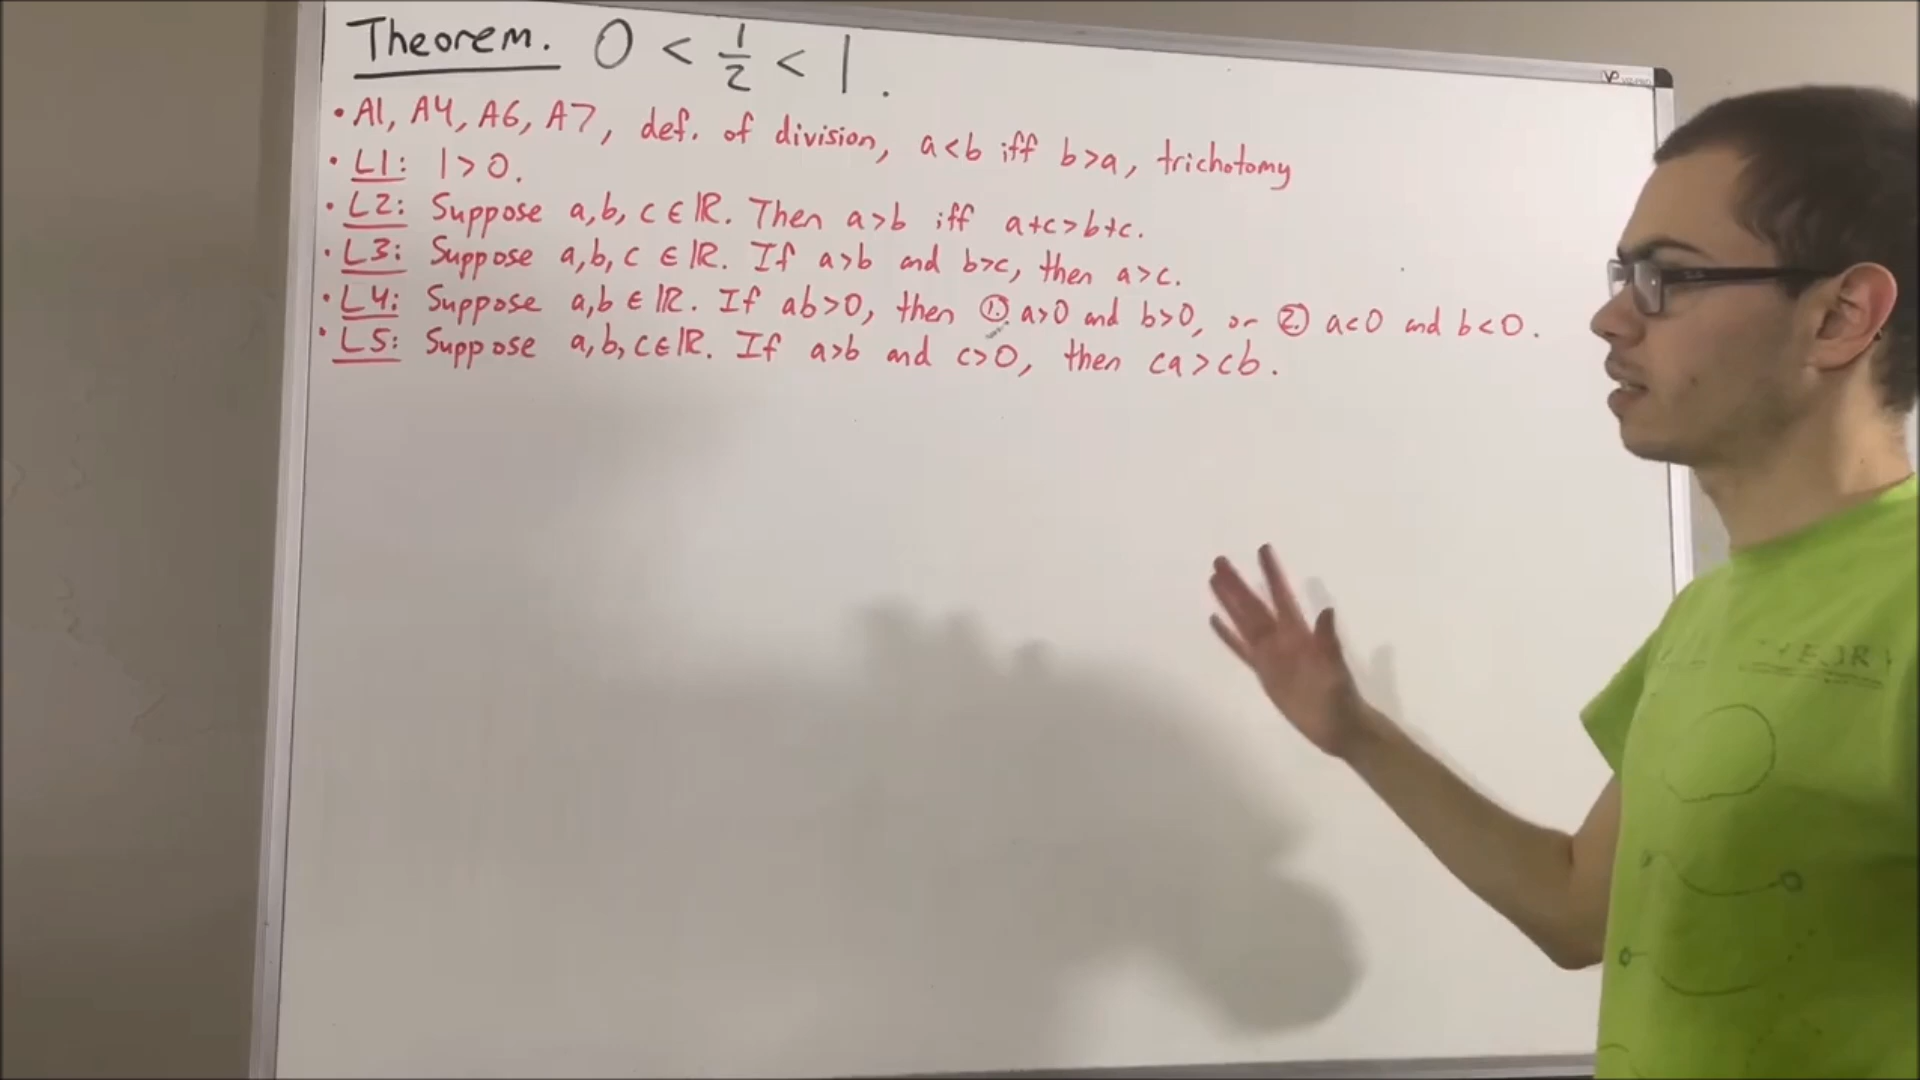 Theorem. 0 < 1/2 < 1.
• A1, A4, A6, A7, def. of division, a<b iff b>a, trichotomy
• L1: 1>0.
• L2: Suppose a,b,c ∈ ℝ. Then a>b iff a+c>b+c.
• L3: Suppose a,b,c ∈ ℝ. If a>b and b>c, then a>c.
• L4: Suppose a,b ∈ ℝ. If ab>0, then ① a>0 and b>0, or ② a<0 and b<0.
• L5: Suppose a,b,c∈ℝ. If a>b and c>0, then ca>cb.